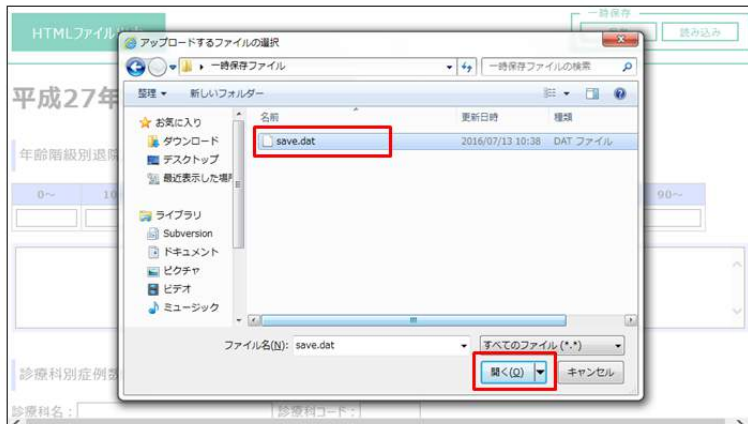 一時保存
HTMLファイル
読み込み
アップロードするファイルの選択
一時保存ファイル
一時保存ファイルの検索
整理
新しいフォルダー
平成27年
お気に入り
名前
更新日時
種類
ダウンロード
save.dat
2016/07/13 10:38
DAT ファイル
デスクトップ
年齢階級別退院
最近表示した場所
0~
10
90~
ライブラリ
Subversion
ドキュメント
ピクチャ
ビデオ
ミュージック
ファイル名(N):
save.dat
すべてのファイル (*.*)
開く(O)
キャンセル
診療科別症例数
診療科名:
診療科コード: